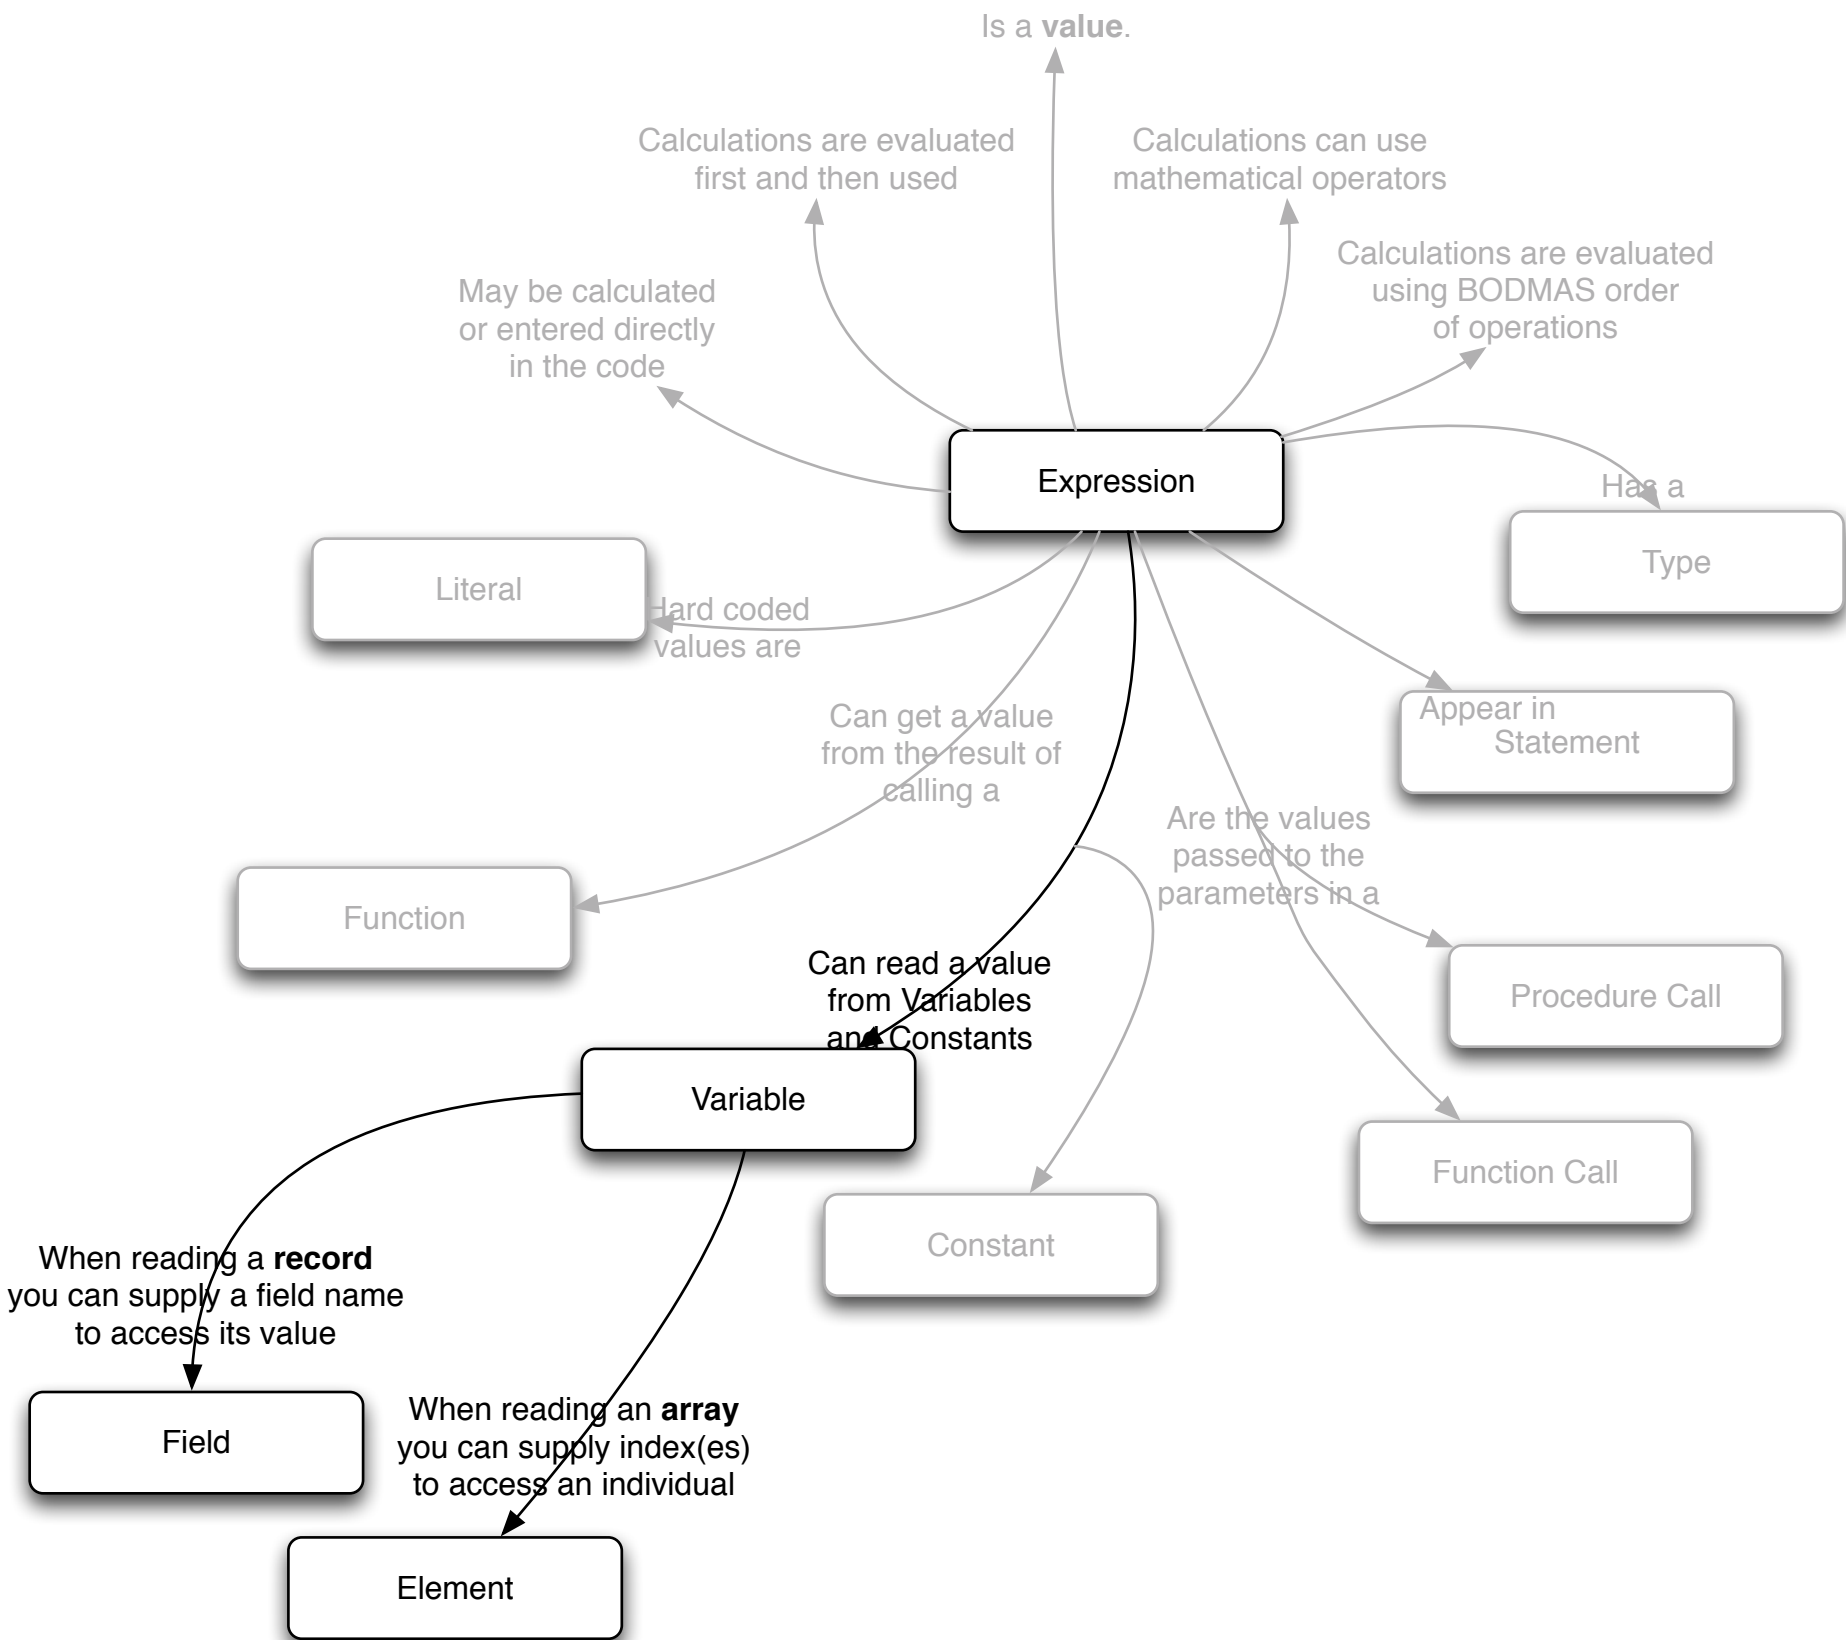 Is a value.
Calculations are evaluated
first and then used
Calculations can use
mathematical operators
Calculations are evaluated
using BODMAS order
of operations
May be calculated
or entered directly
in the code
Expression
Has a
Type
Literal
Hard coded
values are
Appear in
Statement
Can get a value
from the result of
calling a
Are the values
passed to the
parameters in a
Function
Can read a value
from Variables
and Constants
Procedure Call
Variable
Function Call
Constant
When reading a record
you can supply a field name
to access its value
Field
When reading an array
you can supply index(es)
to access an individual
Element